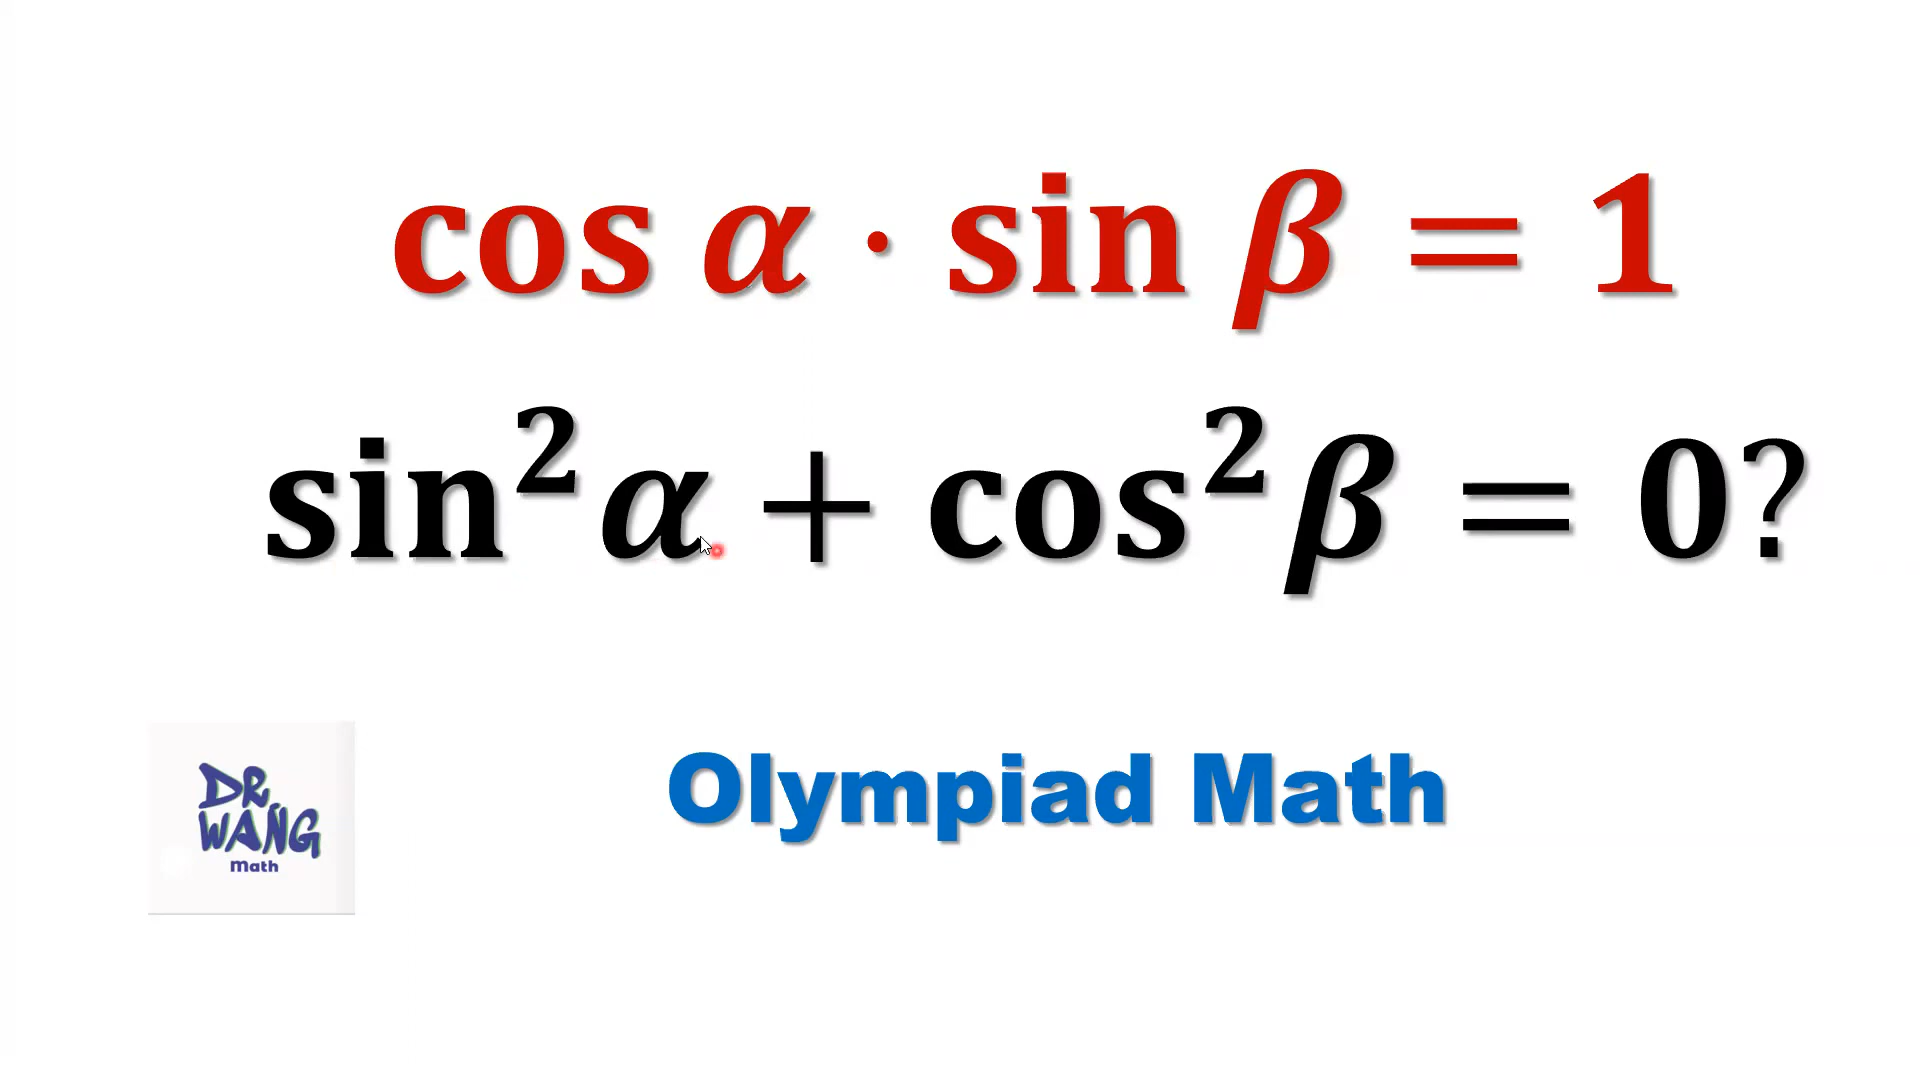 cos α · sin β = 1
sin²α + cos²β = 0?
Olympiad Math
DR
WANG
Math